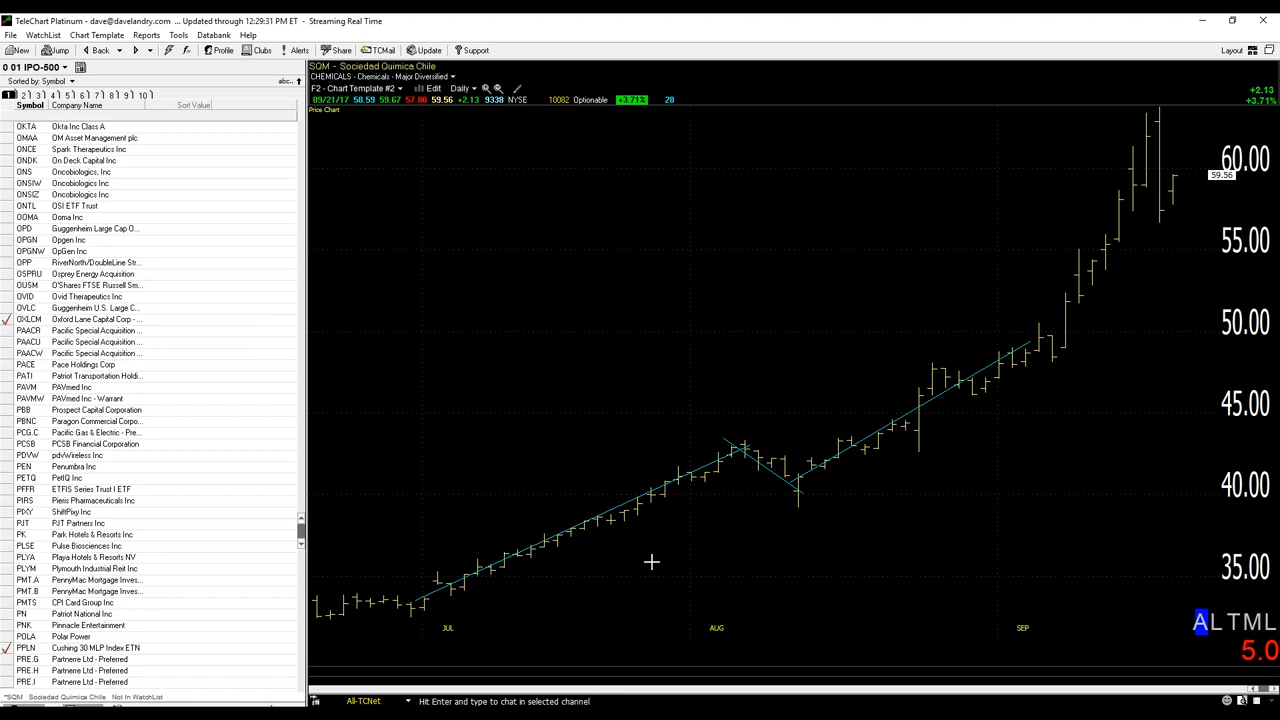 TeleChart Platinum - dave@davelandry.com ... Updated through 12:29:31 PM ET - Streaming Real Time
File WatchList Chart Template Reports Tools Databank Help
New Jump Back Profile Clubs Alerts Share TCMail Update Support Layout
0 01 IPO-500
Sorted by: Symbol abc..
1 2 3 4 5 6 7 8 9 10
Symbol Company Name Sort Value
OKTA Okta Inc Class A
OMAA OM Asset Management plc
ONCE Spark Therapeutics Inc
ONDK On Deck Capital Inc
ONS Oncobiologics, Inc
ONSIW Oncobiologics Inc
ONSIZ Oncobiologics Inc
ONTL OSI ETF Trust
OOMA Ooma Inc
OPD Guggenheim Large Cap O...
OPGN Opgen Inc
OPGNW OpGen Inc
OPP RiverNorth/DoubleLine Str...
OSPRU Osprey Energy Acquisition
OUSM O'Shares FTSE Russell Sm...
OVID Ovid Therapeutics Inc
OVLC Guggenheim U.S. Large C...
OXLCM Oxford Lane Capital Corp - ...
PAACR Pacific Special Acquisition ...
PAACU Pacific Special Acquisition ...
PAACW Pacific Special Acquisition ...
PACE Pace Holdings Corp
PATI Patriot Transportation Holdi...
PAVM PAVmed Inc
PAVMW PAVmed Inc - Warrant
PBB Prospect Capital Corporation
PBNC Paragon Commercial Corpo...
PCG.C Pacific Gas & Electric - Pre...
PCSB PCSB Financial Corporation
PDVW pdvWireless Inc
PEN Penumbra Inc
PETQ PetIQ Inc
PFFR ETFIS Series Trust I ETF
PIRS Pieris Pharmaceuticals Inc
PIXY ShiftPixy Inc
PJT PJT Partners Inc
PK Park Hotels & Resorts Inc
PLSE Pulse Biosciences Inc
PLYA Playa Hotels & Resorts NV
PLYM Plymouth Industrial Reit Inc
PMT.A PennyMac Mortgage Inves...
PMT.B PennyMac Mortgage Inves...
PMTS CPI Card Group Inc
PN Patriot National Inc
PNK Pinnacle Entertainment
POLA Polar Power
PPLN Cushing 30 MLP Index ETN
PRE.G Partnerre Ltd - Preferred
PRE.H Partnerre Ltd - Preferred
PRE.I Partnerre Ltd - Preferred
*SQM Sociedad Quimica Chile Not In WatchList
SQM - Sociedad Quimica Chile
CHEMICALS - Chemicals - Major Diversified
F2 - Chart Template #2 Edit Daily
09/21/17 58.59 59.67 57.80 59.56 +2.13 9338 NYSE 10082 Optionable +3.71% 28
+2.13
+3.71%
Price Chart
60.00
59.56
55.00
50.00
45.00
40.00
35.00
JUL AUG SEP
ALTML
5.0
All-TCNet Hit Enter and type to chat in selected channel